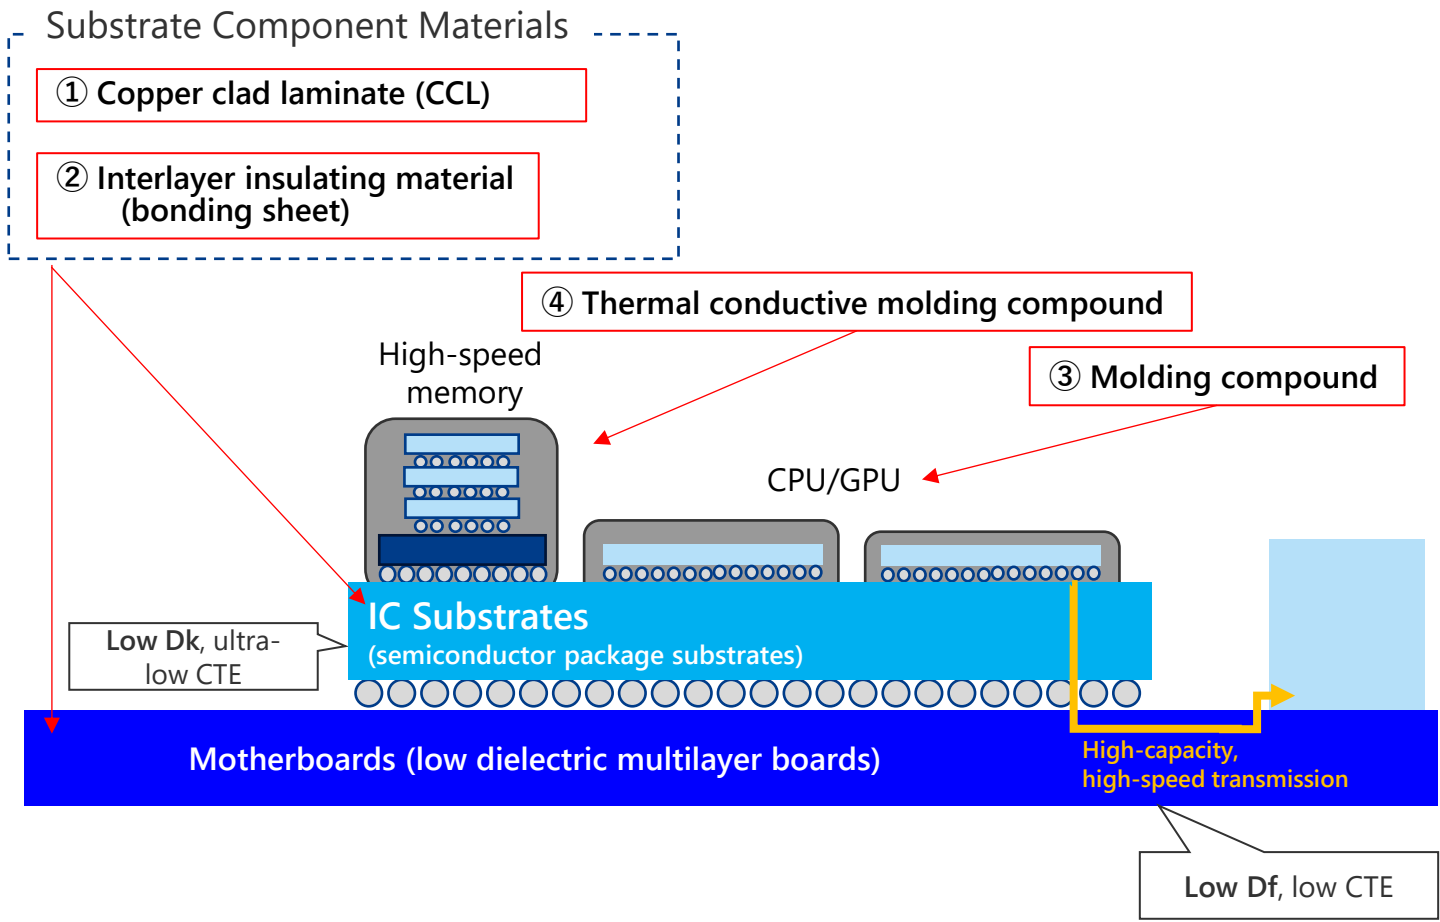 Substrate Component Materials
① Copper clad laminate (CCL)
② Interlayer insulating material
(bonding sheet)
④ Thermal conductive molding compound
High-speed
memory
③ Molding compound
CPU/GPU
IC Substrates
(semiconductor package substrates)
Low Dk, ultra-
low CTE
Motherboards (low dielectric multilayer boards)
High-capacity,
high-speed transmission
Low Df, low CTE